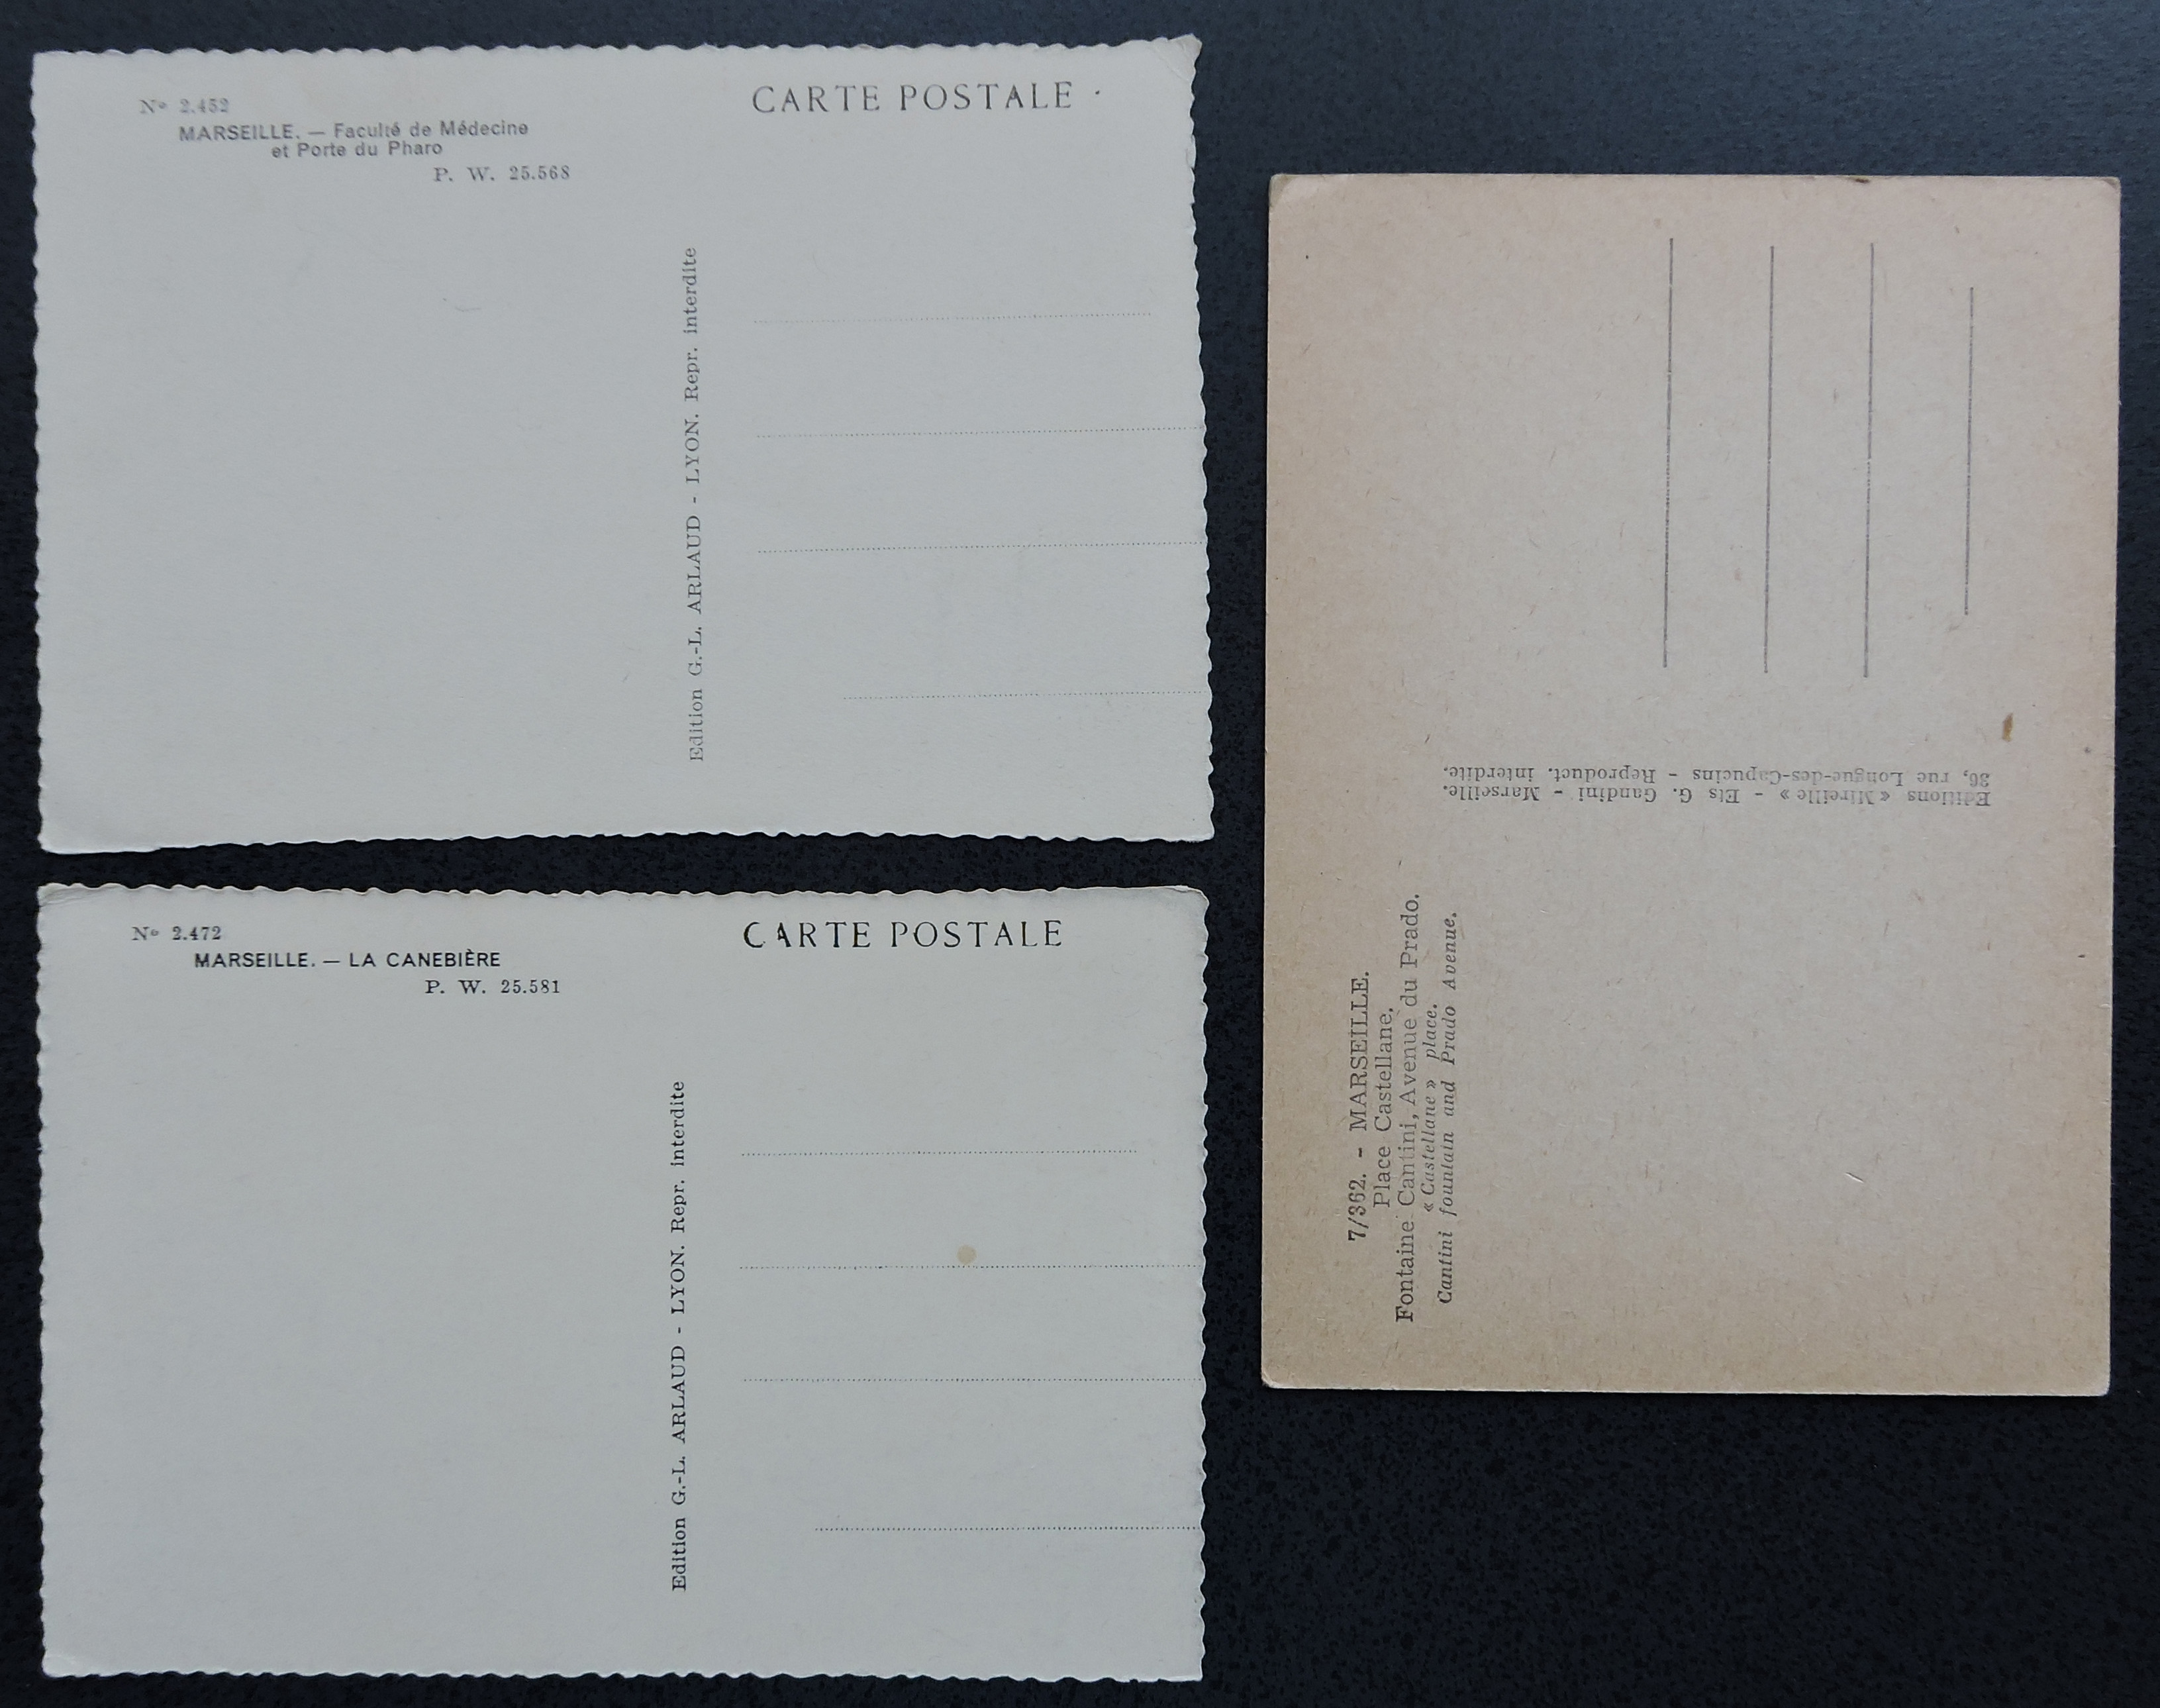 Nº 2.452
MARSEILLE. — Faculté de Médecine
et Porte du Pharo
P. W. 25.568
CARTE POSTALE
Edition G.-L. ARLAUD - LYON. Repr. interdite
Nº 2.472
MARSEILLE. — LA CANEBIÈRE
P. W. 25.581
CARTE POSTALE
Edition G.-L. ARLAUD - LYON. Repr. interdite
7/362. - MARSEILLE.
Place Castellane.
Fontaine Cantini, Avenue du Prado.
« Castellane » place.
Cantini fountain and Prado Avenue.
Editions « Mireille » - Ets G. Gandini - Marseille.
36, rue Longue-des-Capucins - Reproduct. interdite.